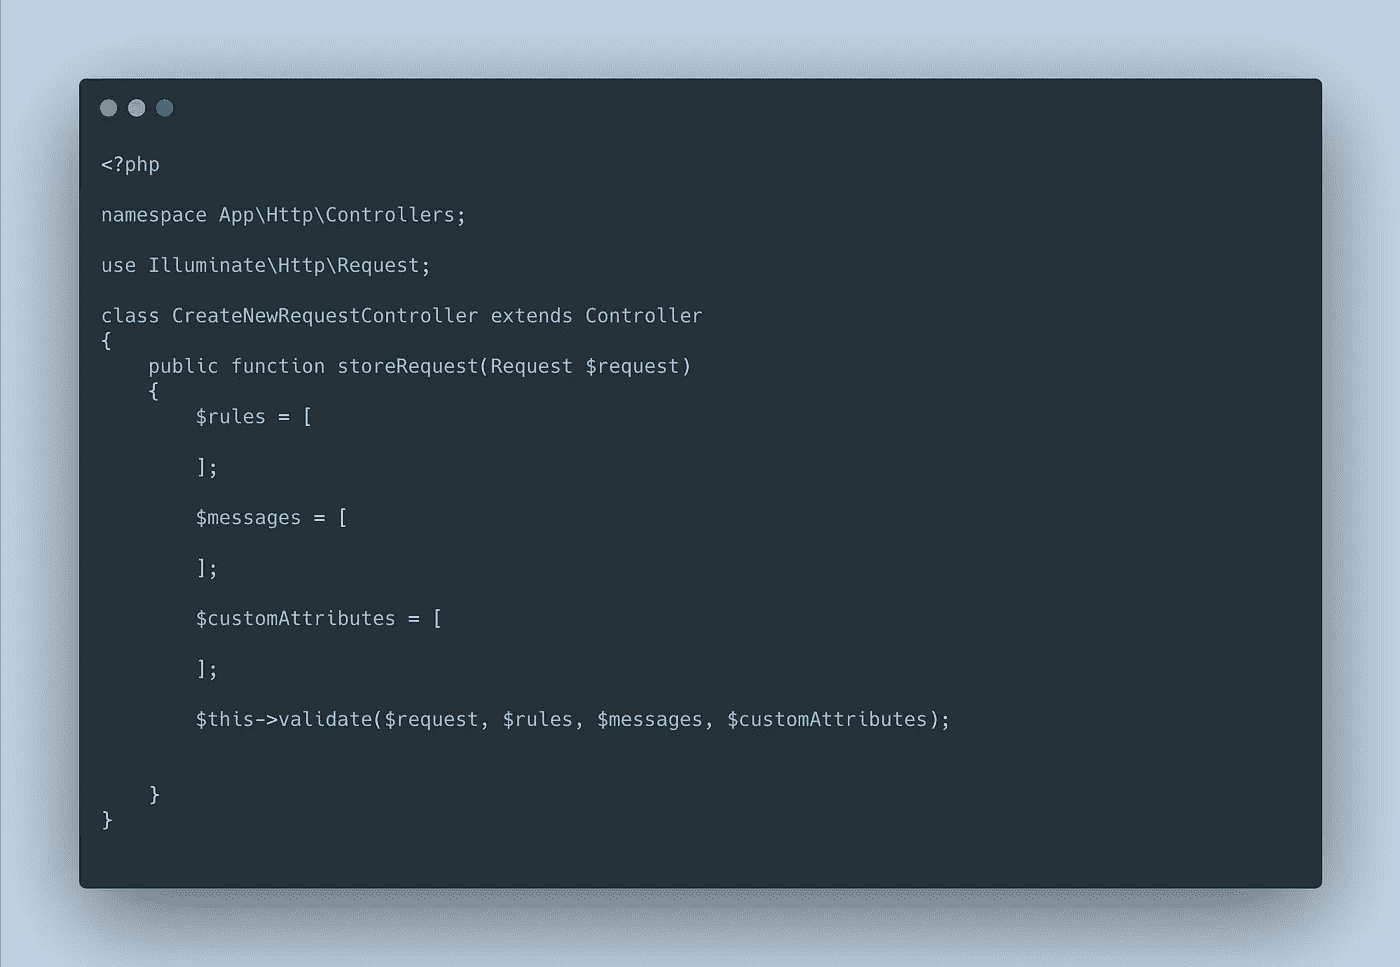 <?php
namespace App\Http\Controllers;
use Illuminate\Http\Request;
class CreateNewRequestController extends Controller
{
    public function storeRequest(Request $request)
    {
        $rules = [
        ];
        $messages = [
        ];
        $customAttributes = [
        ];
        $this->validate($request, $rules, $messages, $customAttributes);
    }
}